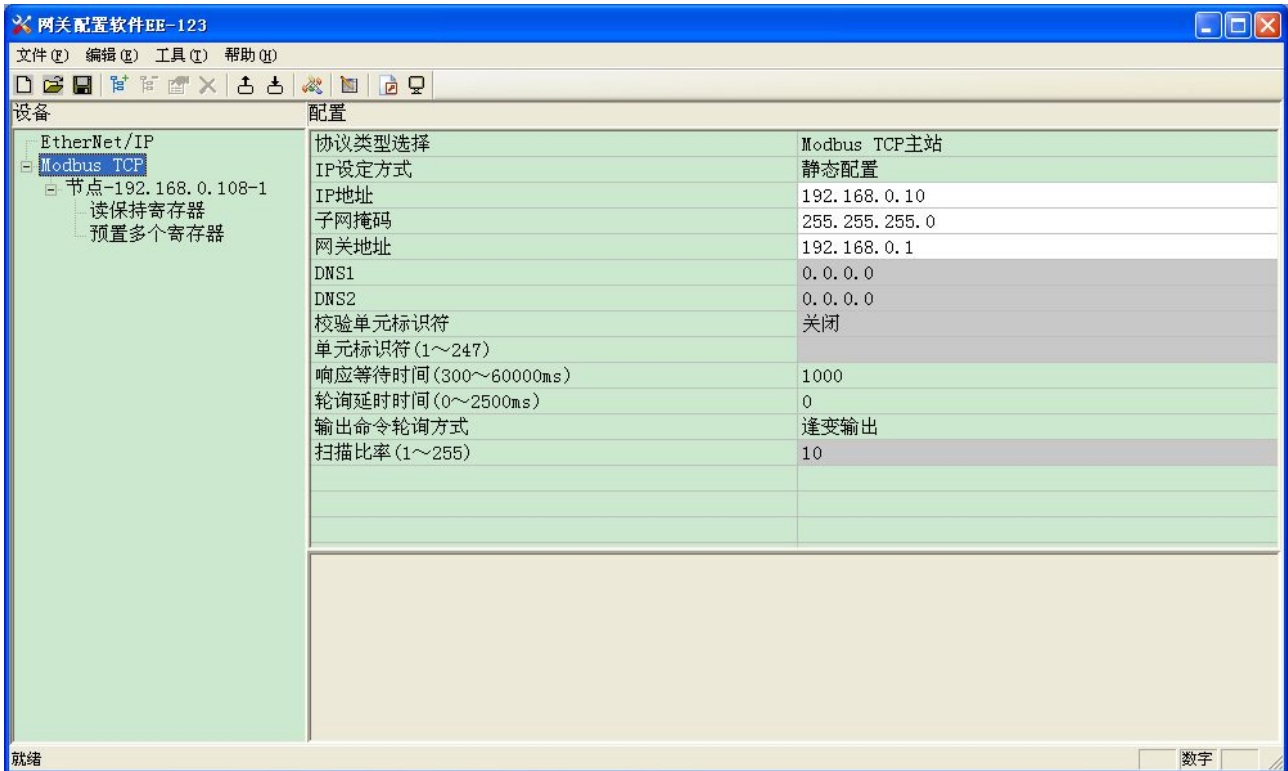 网关配置软件EE-123
文件(F) 编辑(E) 工具(T) 帮助(H)
设备
配置
EtherNet/IP
Modbus TCP
节点-192.168.0.108-1
读保持寄存器
预置多个寄存器
协议类型选择 Modbus TCP主站
IP设定方式 静态配置
IP地址 192.168.0.10
子网掩码 255.255.255.0
网关地址 192.168.0.1
DNS1 0.0.0.0
DNS2 0.0.0.0
校验单元标识符 关闭
单元标识符(1～247)
响应等待时间(300～60000ms) 1000
轮询延时时间(0～2500ms) 0
输出命令轮询方式 逢变输出
扫描比率(1～255) 10
就绪
数字